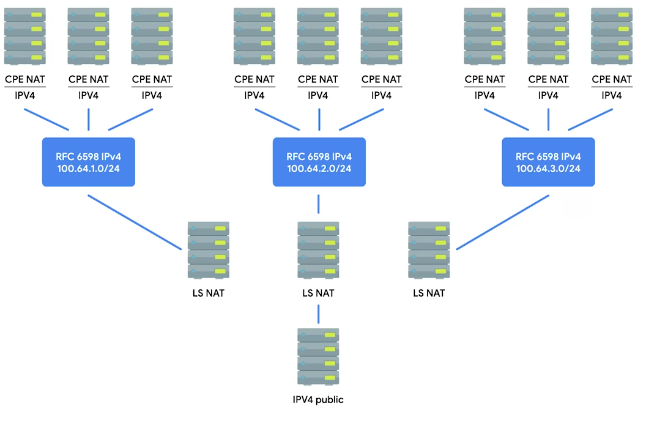 CPE NAT CPE NAT CPE NAT CPE NAT CPE NAT CPE NAT CPE NAT CPE NAT CPE NAT
IPV4 IPV4 IPV4 IPV4 IPV4 IPV4 IPV4 IPV4 IPV4
RFC 6598 IPv4
100.64.1.0/24
RFC 6598 IPv4
100.64.2.0/24
RFC 6598 IPv4
100.64.3.0/24
LS NAT
LS NAT
LS NAT
IPV4 public